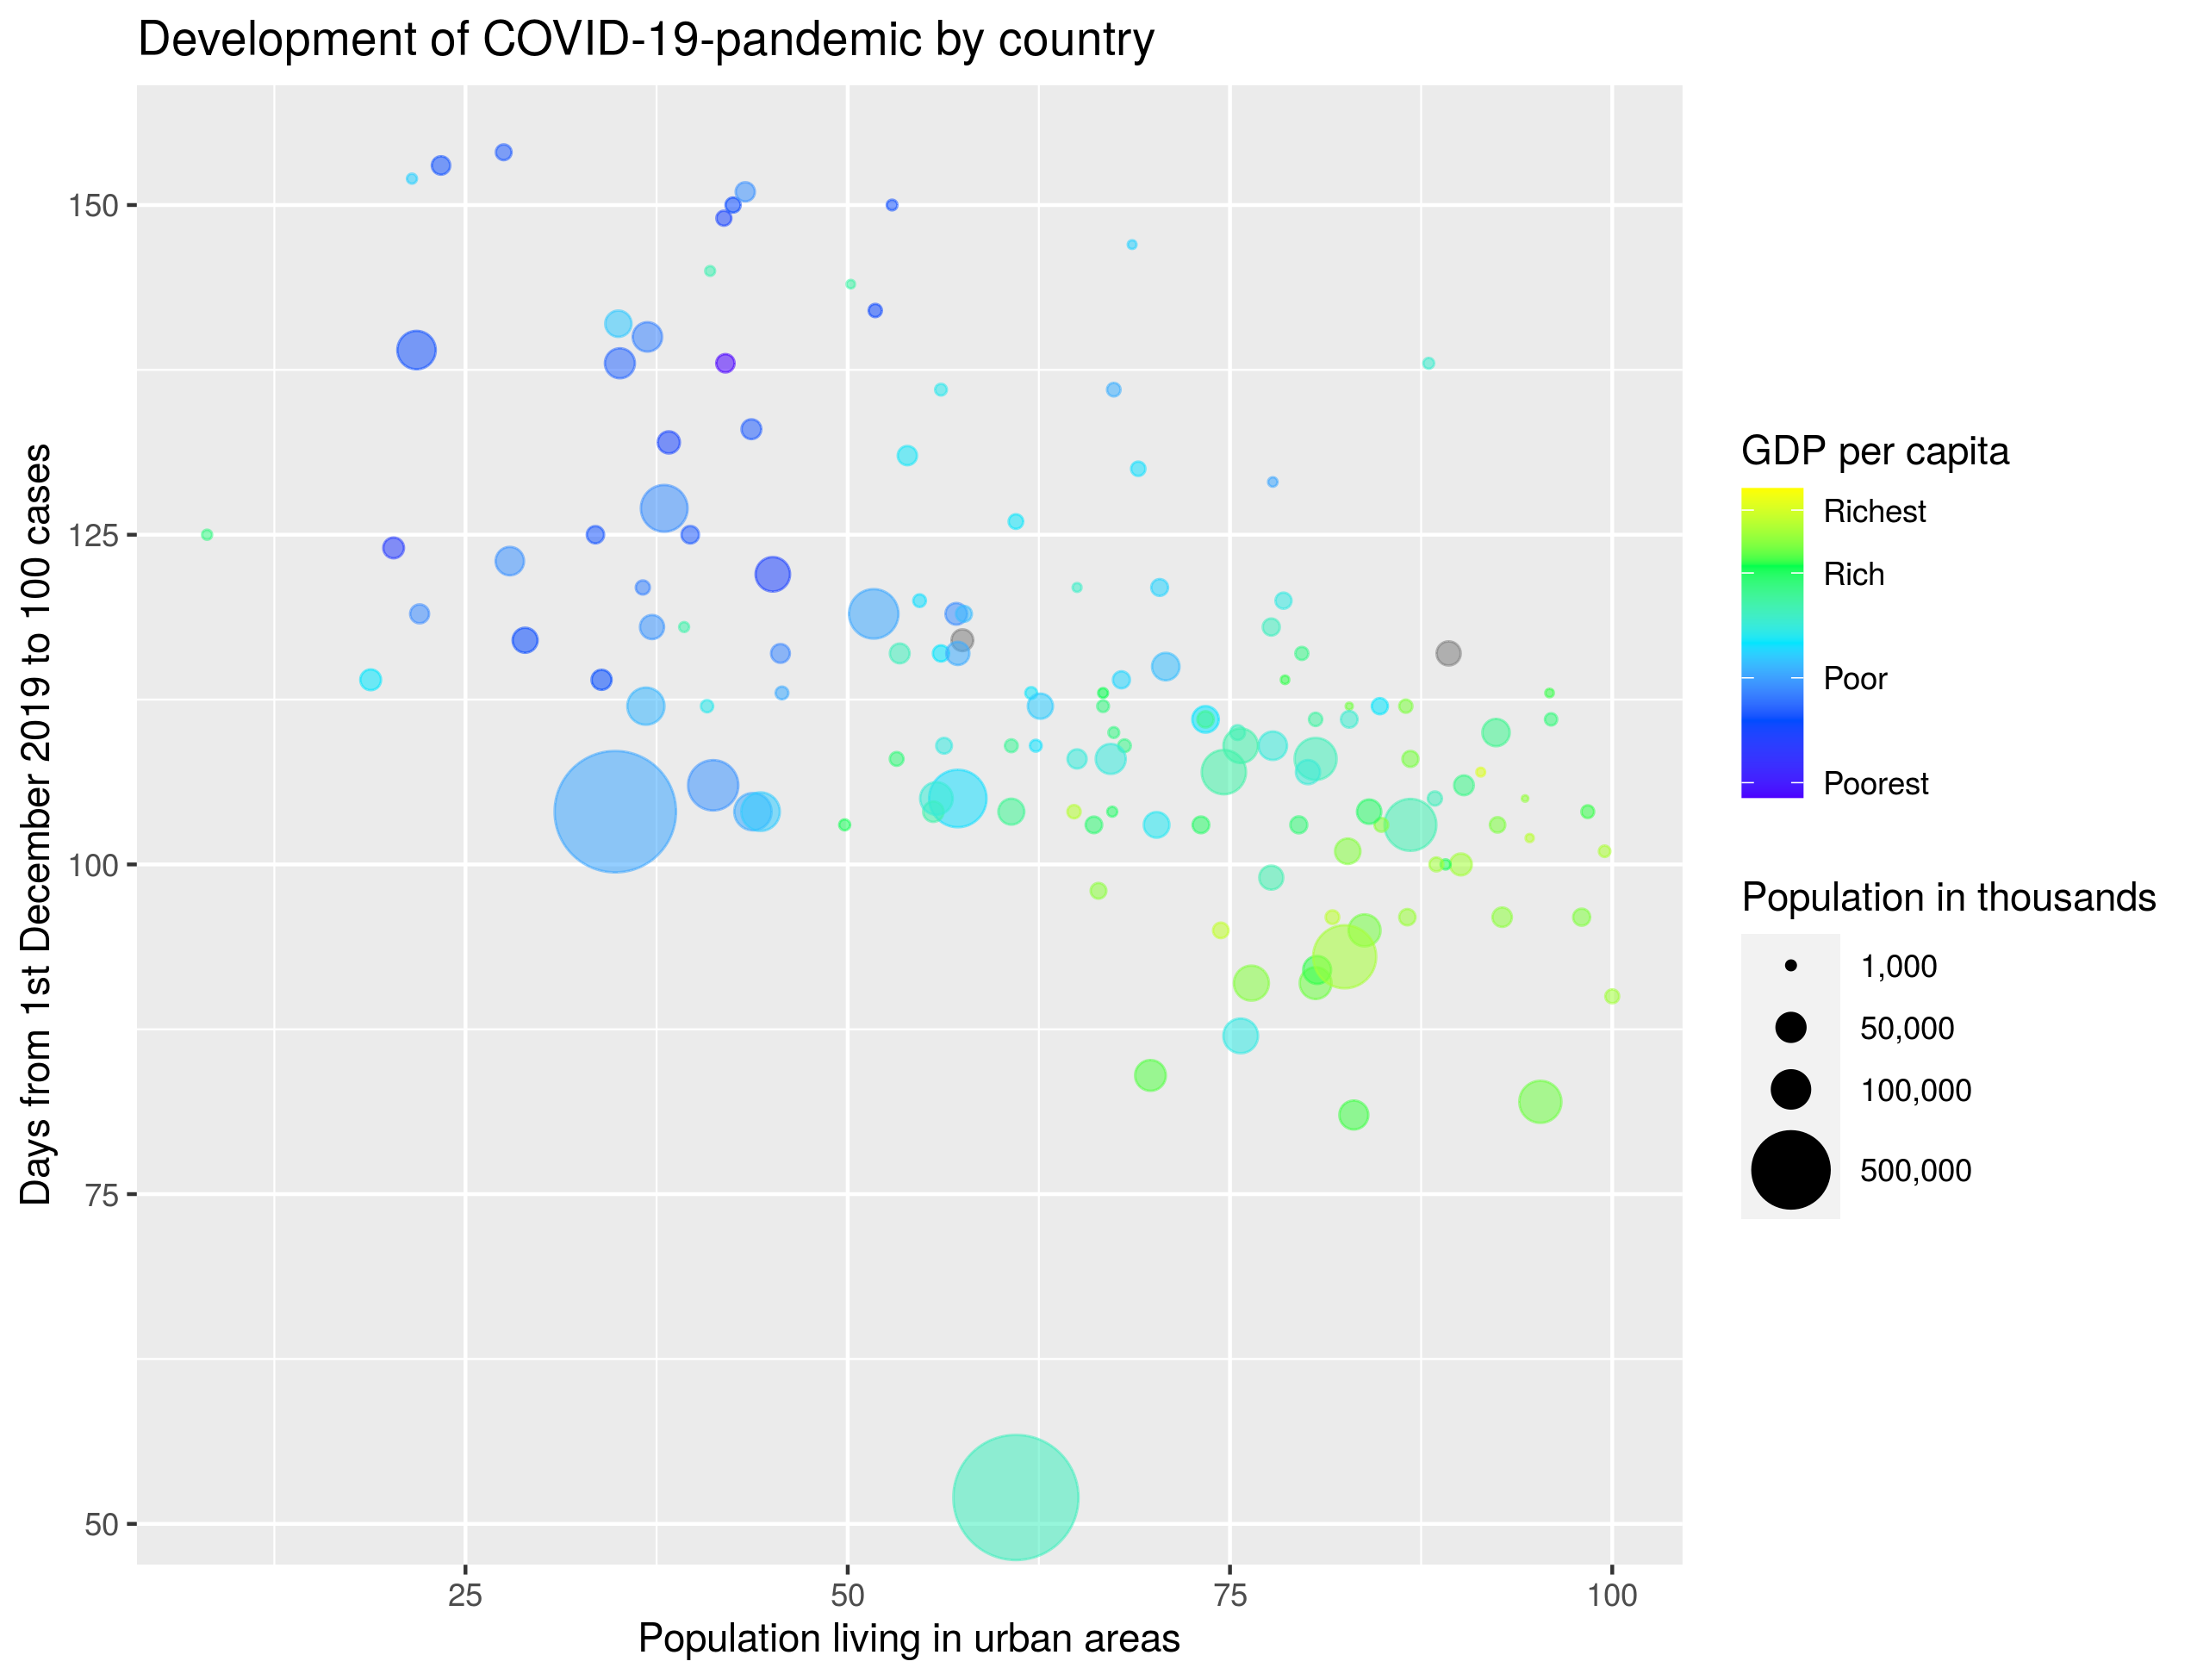 Development of COVID-19-pandemic by country
Days from 1st December 2019 to 100 cases
150
125
100
75
50
25
50
75
100
Population living in urban areas
GDP per capita
Richest
Rich
Poor
Poorest
Population in thousands
1,000
50,000
100,000
500,000